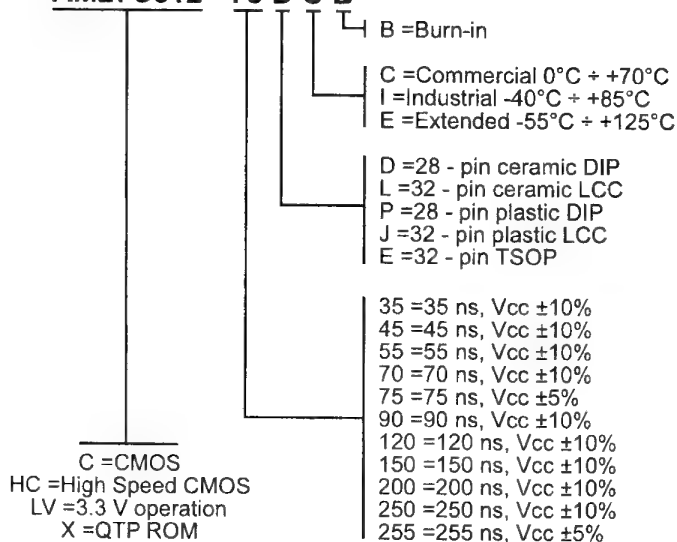 B =Burn-in
C =Commercial 0°C ÷ +70°C
I =Industrial -40°C ÷ +85°C
E =Extended -55°C ÷ +125°C
D =28 - pin ceramic DIP
L =32 - pin ceramic LCC
P =28 - pin plastic DIP
J =32 - pin plastic LCC
E =32 - pin TSOP
35 =35 ns, Vcc ±10%
45 =45 ns, Vcc ±10%
55 =55 ns, Vcc ±10%
70 =70 ns, Vcc ±10%
75 =75 ns, Vcc ±5%
90 =90 ns, Vcc ±10%
120 =120 ns, Vcc ±10%
150 =150 ns, Vcc ±10%
200 =200 ns, Vcc ±10%
250 =250 ns, Vcc ±10%
255 =255 ns, Vcc ±5%
C =CMOS
HC =High Speed CMOS
LV =3.3 V operation
X =QTP ROM